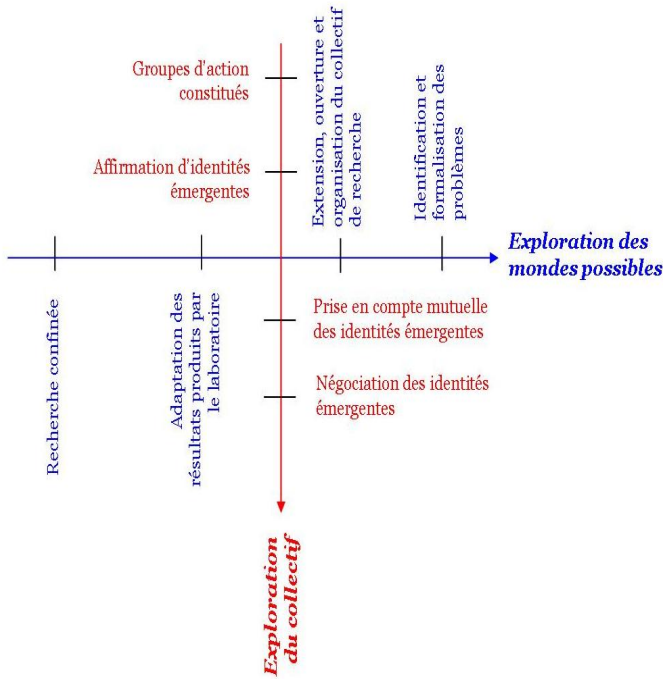 Groupes d'action
constitués
Affirmation d'identités
émergentes
Extension, ouverture et
organisation du collectif
de recherche
Identification et
formalisation des
problèmes
Exploration des
mondes possibles
Recherche confinée
Adaptation des
résultats produits par
le laboratoire
Prise en compte mutuelle
des identités émergentes
Négociation des identités
émergentes
Exploration
du collectif